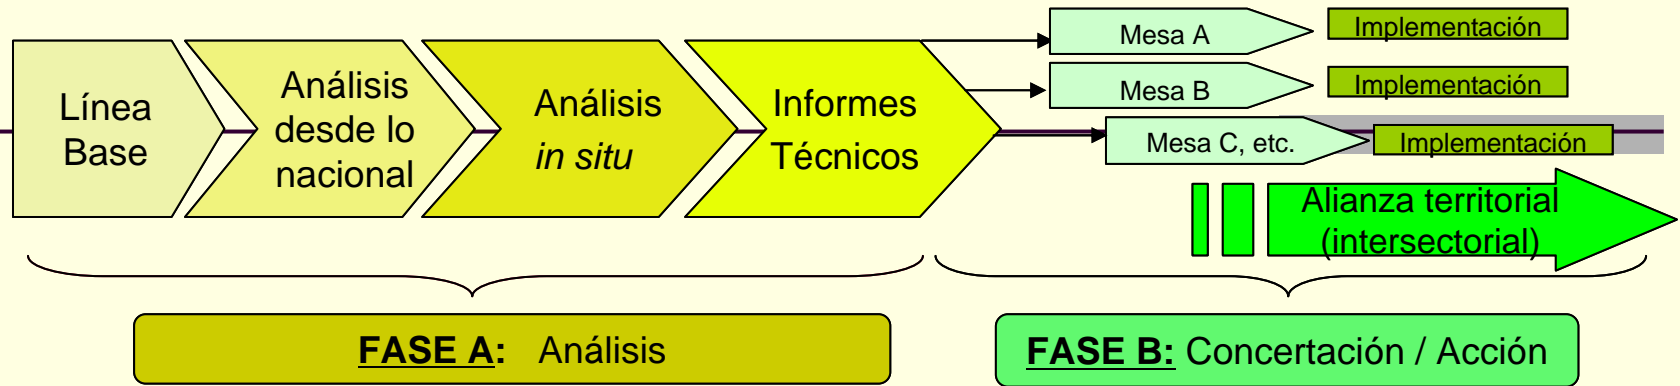 Línea
Base
Análisis
desde lo
nacional
Análisis
in situ
Informes
Técnicos
Mesa A
Implementación
Mesa B
Implementación
Mesa C, etc.
Implementación
Alianza territorial
(intersectorial)
FASE A: Análisis
FASE B: Concertación / Acción